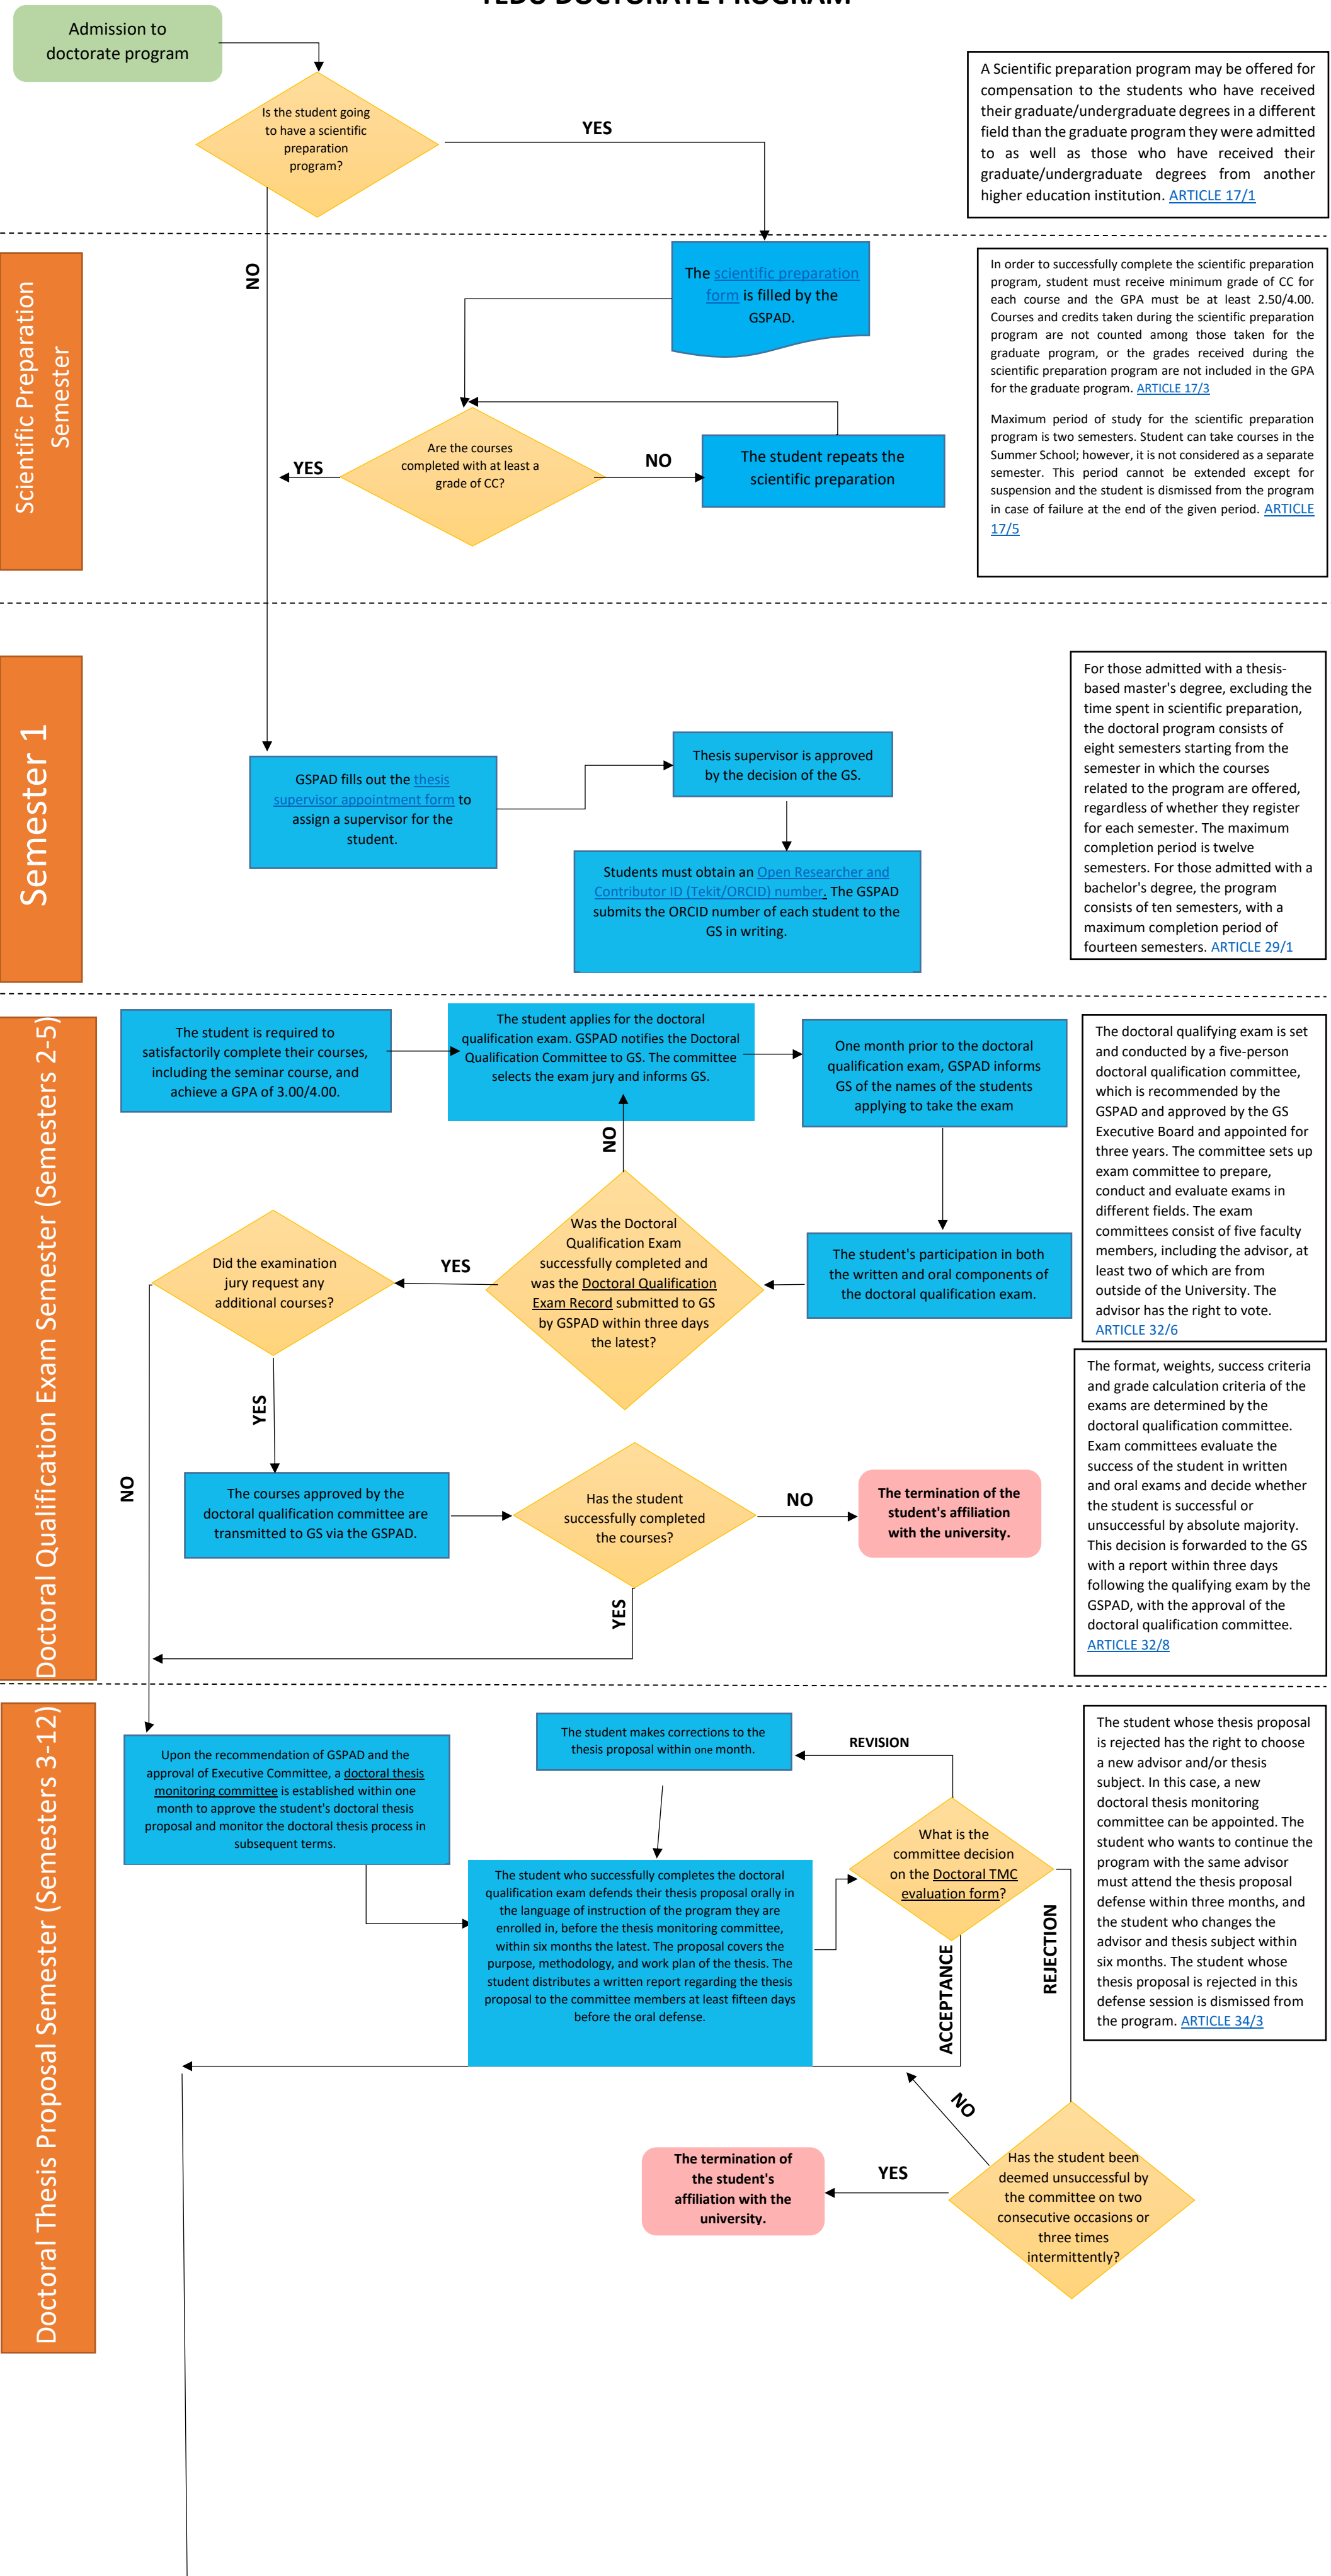 TEDU DOCTORATE PROGRAM
Admission to
doctorate program
Is the student going
to have a scientific
preparation
program?
YES
NO
A Scientific preparation program may be offered for
compensation to the students who have received
their graduate/undergraduate degrees in a different
field than the graduate program they were admitted
to as well as those who have received their
graduate/undergraduate degrees from another
higher education institution. ARTICLE 17/1
Scientific Preparation
Semester
The scientific preparation
form is filled by the
GSPAD.
Are the courses
completed with at least a
grade of CC?
YES
NO
The student repeats the
scientific preparation
In order to successfully complete the scientific preparation
program, student must receive minimum grade of CC for
each course and the GPA must be at least 2.50/4.00.
Courses and credits taken during the scientific preparation
program are not counted among those taken for the
graduate program, or the grades received during the
scientific preparation program are not included in the GPA
for the graduate program. ARTICLE 17/3
Maximum period of study for the scientific preparation
program is two semesters. Student can take courses in the
Summer School; however, it is not considered as a separate
semester. This period cannot be extended except for
suspension and the student is dismissed from the program
in case of failure at the end of the given period. ARTICLE
17/5
Semester 1
GSPAD fills out the thesis
supervisor appointment form to
assign a supervisor for the
student.
Thesis supervisor is approved
by the decision of the GS.
Students must obtain an Open Researcher and
Contributor ID (Tekit/ORCID) number. The GSPAD
submits the ORCID number of each student to the
GS in writing.
For those admitted with a thesis-
based master's degree, excluding the
time spent in scientific preparation,
the doctoral program consists of
eight semesters starting from the
semester in which the courses
related to the program are offered,
regardless of whether they register
for each semester. The maximum
completion period is twelve
semesters. For those admitted with a
bachelor's degree, the program
consists of ten semesters, with a
maximum completion period of
fourteen semesters. ARTICLE 29/1
Doctoral Qualification Exam Semester (Semesters 2-5)
The student is required to
satisfactorily complete their courses,
including the seminar course, and
achieve a GPA of 3.00/4.00.
The student applies for the doctoral
qualification exam. GSPAD notifies the Doctoral
Qualification Committee to GS. The committee
selects the exam jury and informs GS.
One month prior to the doctoral
qualification exam, GSPAD informs
GS of the names of the students
applying to take the exam
NO
Was the Doctoral
Qualification Exam
successfully completed and
was the Doctoral Qualification
Exam Record submitted to GS
by GSPAD within three days
the latest?
The student's participation in both
the written and oral components of
the doctoral qualification exam.
YES
Did the examination
jury request any
additional courses?
YES
NO
The courses approved by the
doctoral qualification committee are
transmitted to GS via the GSPAD.
Has the student
successfully completed
the courses?
NO
The termination of the
student's affiliation
with the university.
YES
The doctoral qualifying exam is set
and conducted by a five-person
doctoral qualification committee,
which is recommended by the
GSPAD and approved by the GS
Executive Board and appointed for
three years. The committee sets up
exam committee to prepare,
conduct and evaluate exams in
different fields. The exam
committees consist of five faculty
members, including the advisor, at
least two of which are from
outside of the University. The
advisor has the right to vote.
ARTICLE 32/6
The format, weights, success criteria
and grade calculation criteria of the
exams are determined by the
doctoral qualification committee.
Exam committees evaluate the
success of the student in written
and oral exams and decide whether
the student is successful or
unsuccessful by absolute majority.
This decision is forwarded to the GS
with a report within three days
following the qualifying exam by the
GSPAD, with the approval of the
doctoral qualification committee.
ARTICLE 32/8
Doctoral Thesis Proposal Semester (Semesters 3-12)
Upon the recommendation of GSPAD and the
approval of Executive Committee, a doctoral thesis
monitoring committee is established within one
month to approve the student's doctoral thesis
proposal and monitor the doctoral thesis process in
subsequent terms.
The student makes corrections to the
thesis proposal within one month.
REVISION
The student who successfully completes the doctoral
qualification exam defends their thesis proposal orally in
the language of instruction of the program they are
enrolled in, before the thesis monitoring committee,
within six months the latest. The proposal covers the
purpose, methodology, and work plan of the thesis. The
student distributes a written report regarding the thesis
proposal to the committee members at least fifteen days
before the oral defense.
What is the
committee decision
on the Doctoral TMC
evaluation form?
ACCEPTANCE
REJECTION
The student whose thesis proposal
is rejected has the right to choose
a new advisor and/or thesis
subject. In this case, a new
doctoral thesis monitoring
committee can be appointed. The
student who wants to continue the
program with the same advisor
must attend the thesis proposal
defense within three months, and
the student who changes the
advisor and thesis subject within
six months. The student whose
thesis proposal is rejected in this
defense session is dismissed from
the program. ARTICLE 34/3
NO
Has the student been
deemed unsuccessful by
the committee on two
consecutive occasions or
three times
intermittently?
YES
The termination of
the student's
affiliation with the
university.